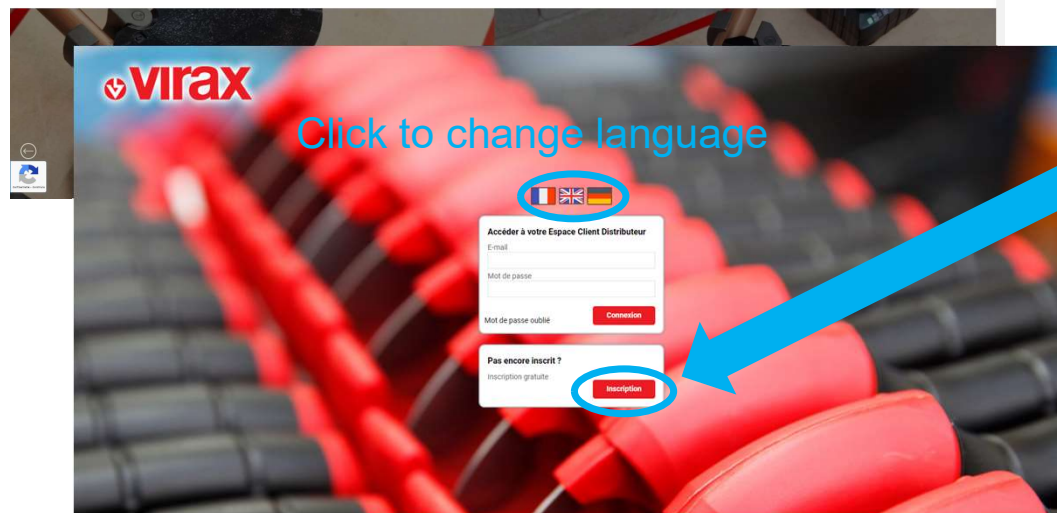 virax
Click to change language
Accéder à votre Espace Client Distributeur
E-mail
Mot de passe
Mot de passe oublié
Connexion
Pas encore inscrit ?
Inscription gratuite
Inscription